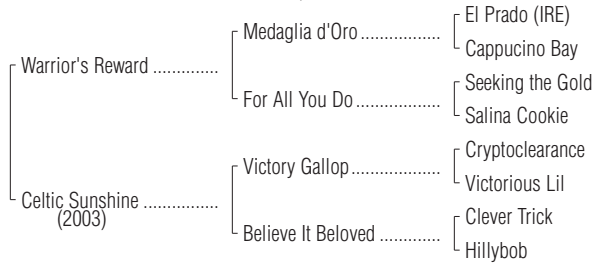 El Prado (IRE)
Medaglia d'Oro ..................
Cappucino Bay
Warrior's Reward ..............
Seeking the Gold
For All You Do ...................
Salina Cookie
Cryptoclearance
Victory Gallop ....................
Victorious Lil
Celtic Sunshine ................
(2003)
Clever Trick
Believe It Beloved .............
Hillybob